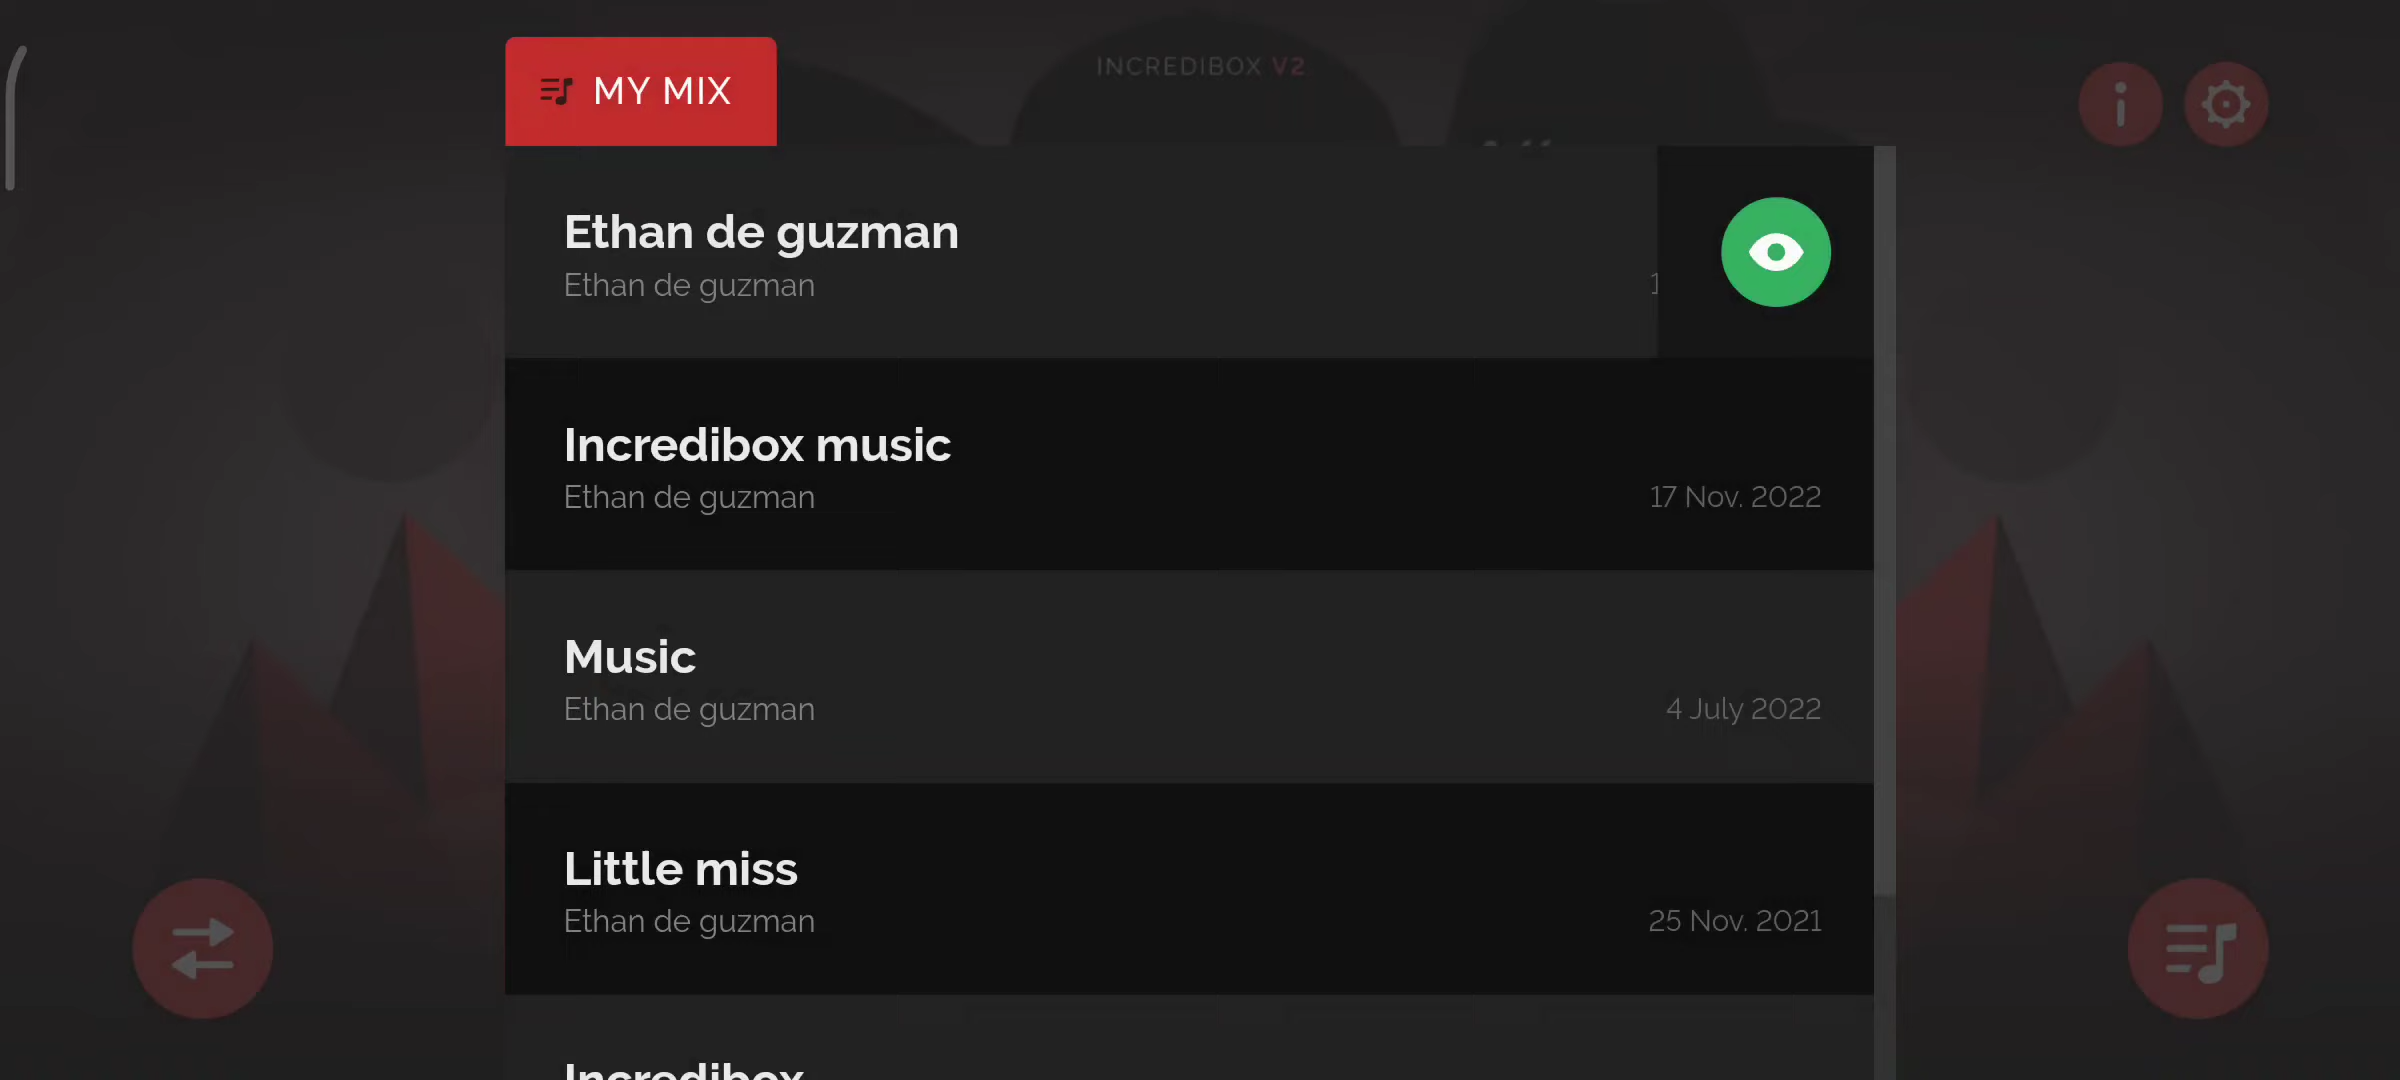 INCREDIBOX V2
MY MIX
Ethan de guzman
Ethan de guzman
Incredibox music
Ethan de guzman
17 Nov. 2022
Music
Ethan de guzman
4 July 2022
Little miss
Ethan de guzman
25 Nov. 2021
Incredibox